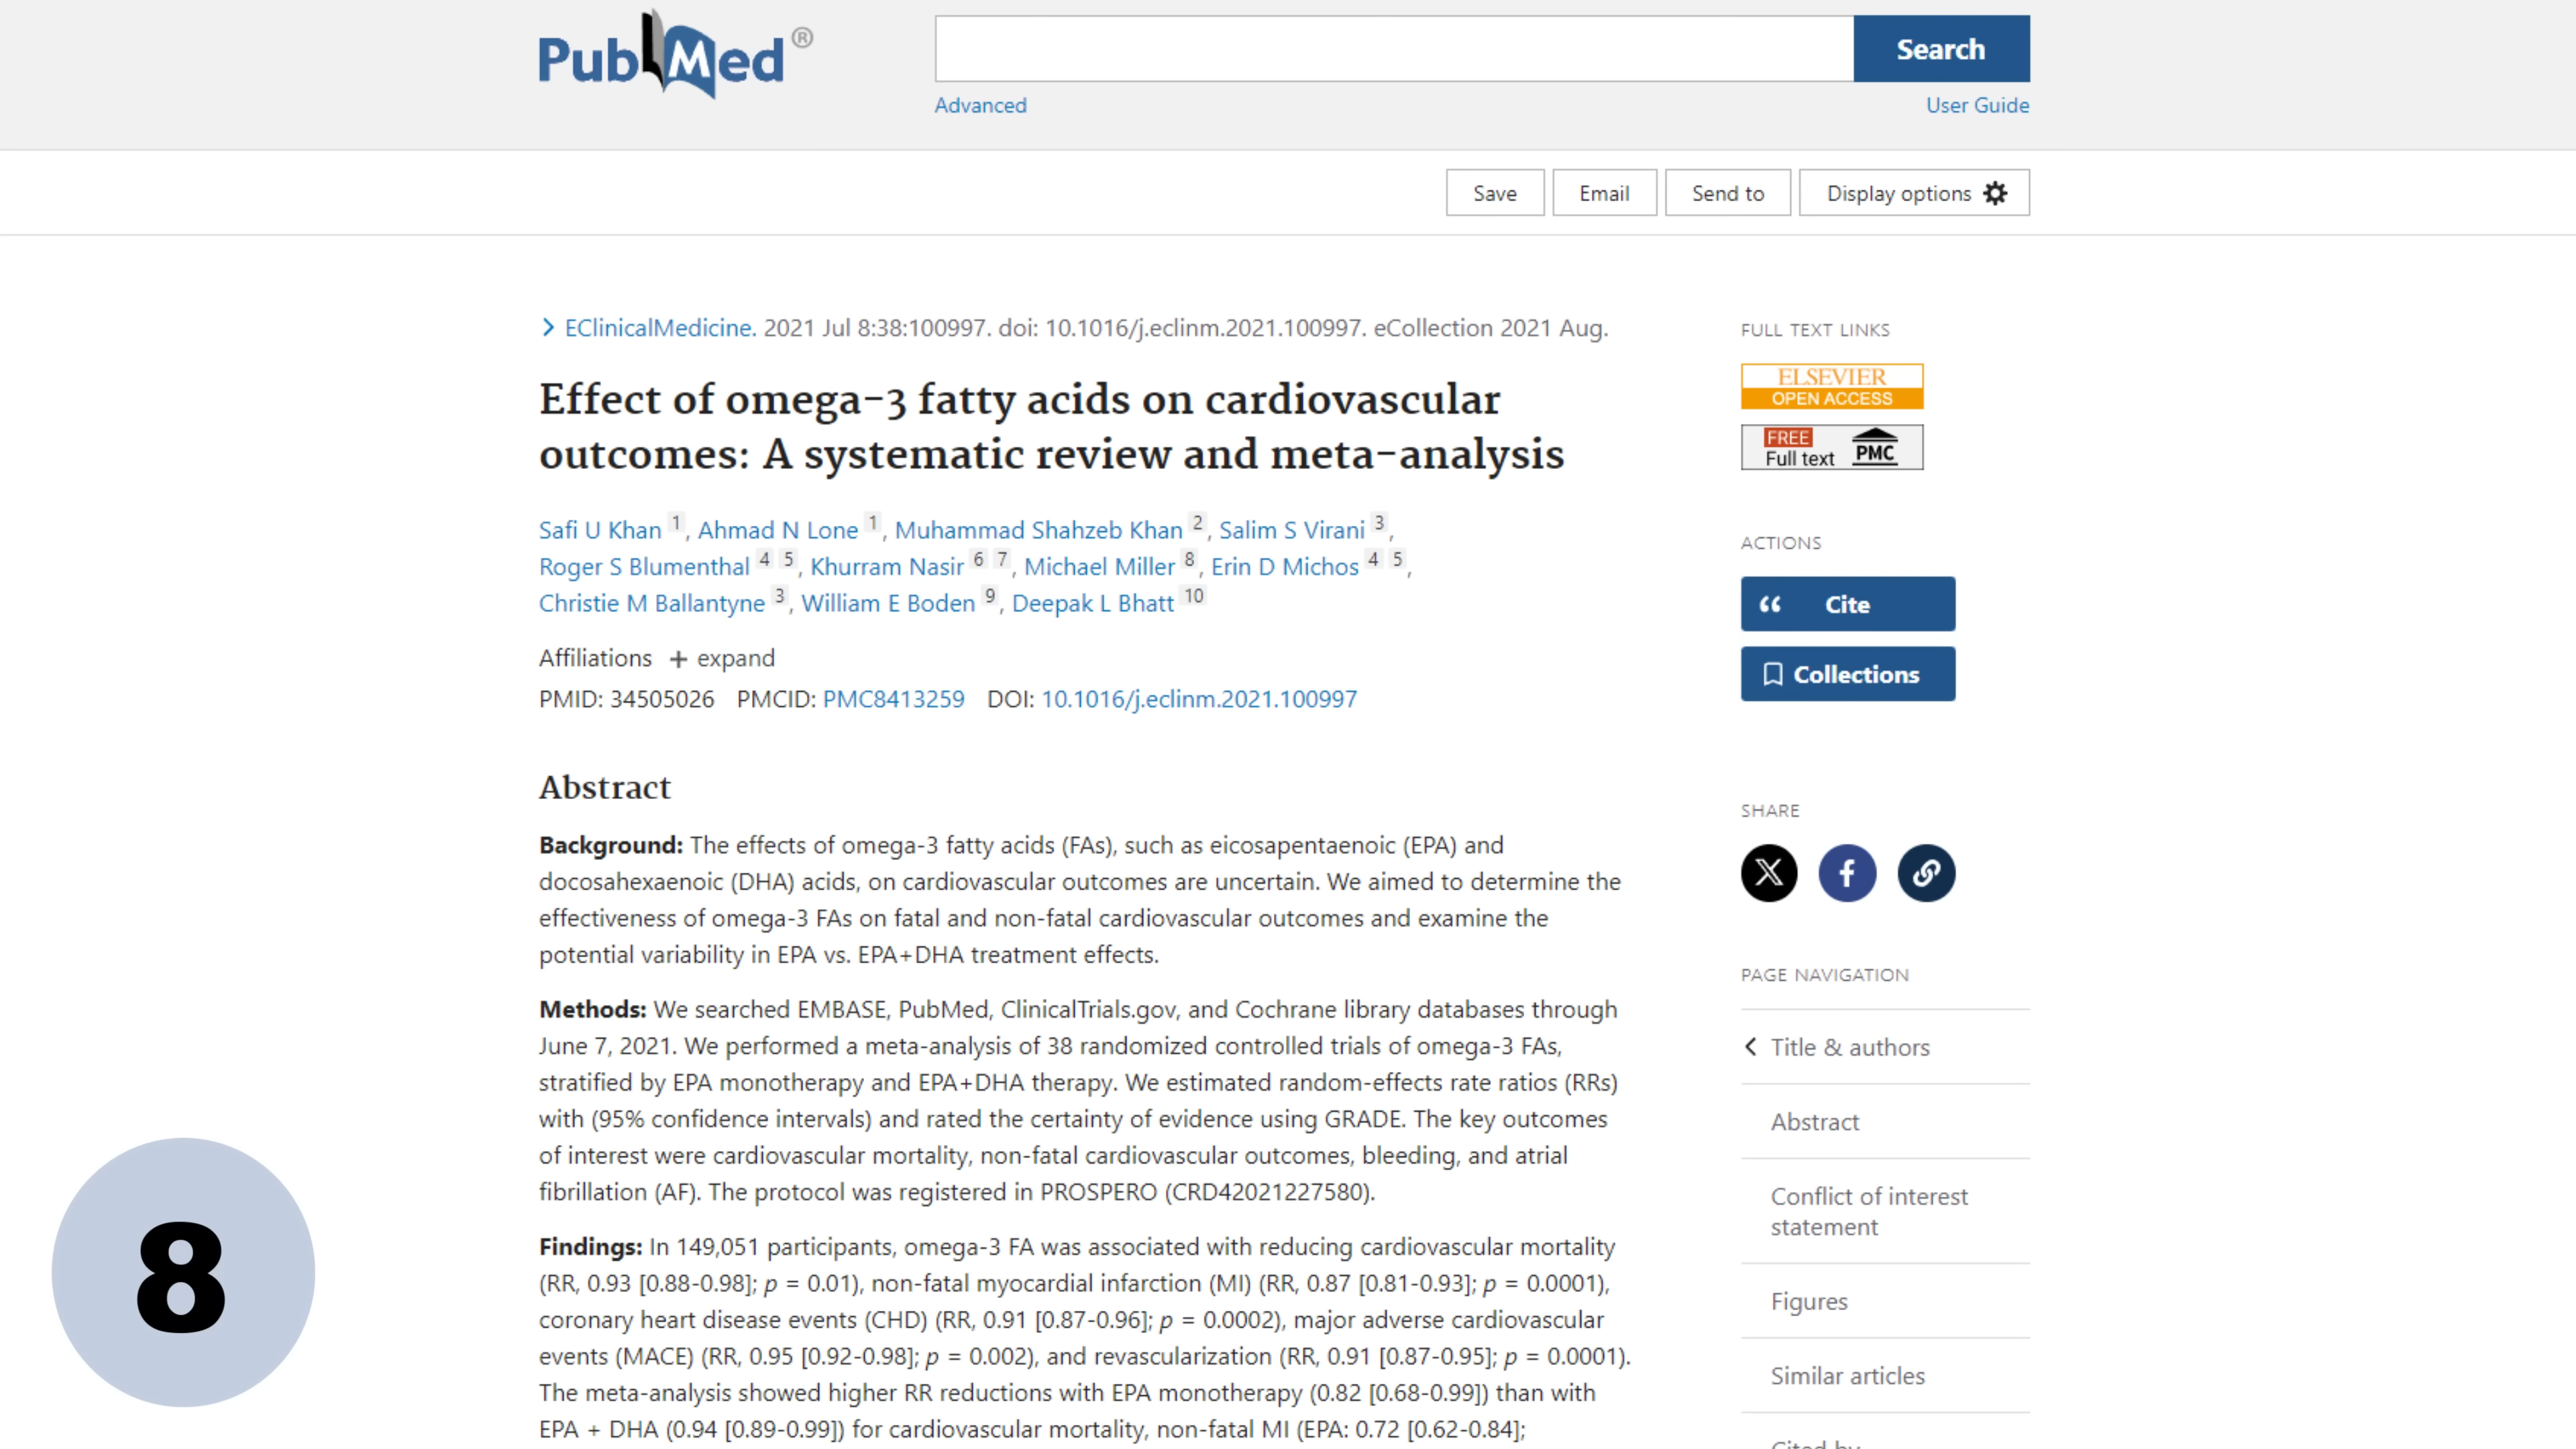 PubMed®
Search
Advanced
User Guide
Save
Email
Send to
Display options
EClinicalMedicine. 2021 Jul 8:38:100997. doi: 10.1016/j.eclinm.2021.100997. eCollection 2021 Aug.
Effect of omega-3 fatty acids on cardiovascular
outcomes: A systematic review and meta-analysis
Safi U Khan 1, Ahmad N Lone 1, Muhammad Shahzeb Khan 2, Salim S Virani 3,
Roger S Blumenthal 4 5, Khurram Nasir 6 7, Michael Miller 8, Erin D Michos 4 5,
Christie M Ballantyne 3, William E Boden 9, Deepak L Bhatt 10
Affiliations + expand
PMID: 34505026 PMCID: PMC8413259 DOI: 10.1016/j.eclinm.2021.100997
Abstract
Background: The effects of omega-3 fatty acids (FAs), such as eicosapentaenoic (EPA) and
docosahexaenoic (DHA) acids, on cardiovascular outcomes are uncertain. We aimed to determine the
effectiveness of omega-3 FAs on fatal and non-fatal cardiovascular outcomes and examine the
potential variability in EPA vs. EPA+DHA treatment effects.
Methods: We searched EMBASE, PubMed, ClinicalTrials.gov, and Cochrane library databases through
June 7, 2021. We performed a meta-analysis of 38 randomized controlled trials of omega-3 FAs,
stratified by EPA monotherapy and EPA+DHA therapy. We estimated random-effects rate ratios (RRs)
with (95% confidence intervals) and rated the certainty of evidence using GRADE. The key outcomes
of interest were cardiovascular mortality, non-fatal cardiovascular outcomes, bleeding, and atrial
fibrillation (AF). The protocol was registered in PROSPERO (CRD42021227580).
Findings: In 149,051 participants, omega-3 FA was associated with reducing cardiovascular mortality
(RR, 0.93 [0.88-0.98]; p = 0.01), non-fatal myocardial infarction (MI) (RR, 0.87 [0.81-0.93]; p = 0.0001),
coronary heart disease events (CHD) (RR, 0.91 [0.87-0.96]; p = 0.0002), major adverse cardiovascular
events (MACE) (RR, 0.95 [0.92-0.98]; p = 0.002), and revascularization (RR, 0.91 [0.87-0.95]; p = 0.0001).
The meta-analysis showed higher RR reductions with EPA monotherapy (0.82 [0.68-0.99]) than with
EPA + DHA (0.94 [0.89-0.99]) for cardiovascular mortality, non-fatal MI (EPA: 0.72 [0.62-0.84];
FULL TEXT LINKS
ELSEVIER
OPEN ACCESS
FREE
Full text PMC
ACTIONS
Cite
Collections
SHARE
PAGE NAVIGATION
Title & authors
Abstract
Conflict of interest
statement
Figures
Similar articles
Cited by
8